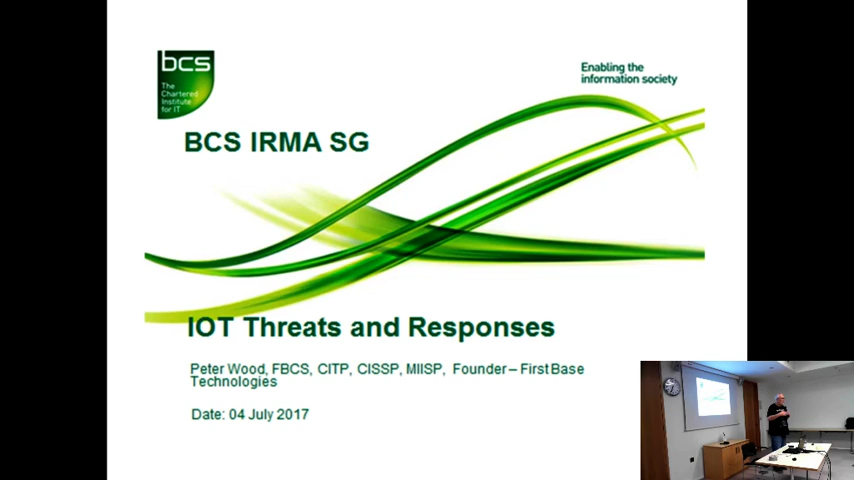 bcs
The
Chartered
Institute
for IT
Enabling the
information society
BCS IRMA SG
IOT Threats and Responses
Peter Wood, FBCS, CITP, CISSP, MIISP, Founder – First Base
Technologies
Date: 04 July 2017